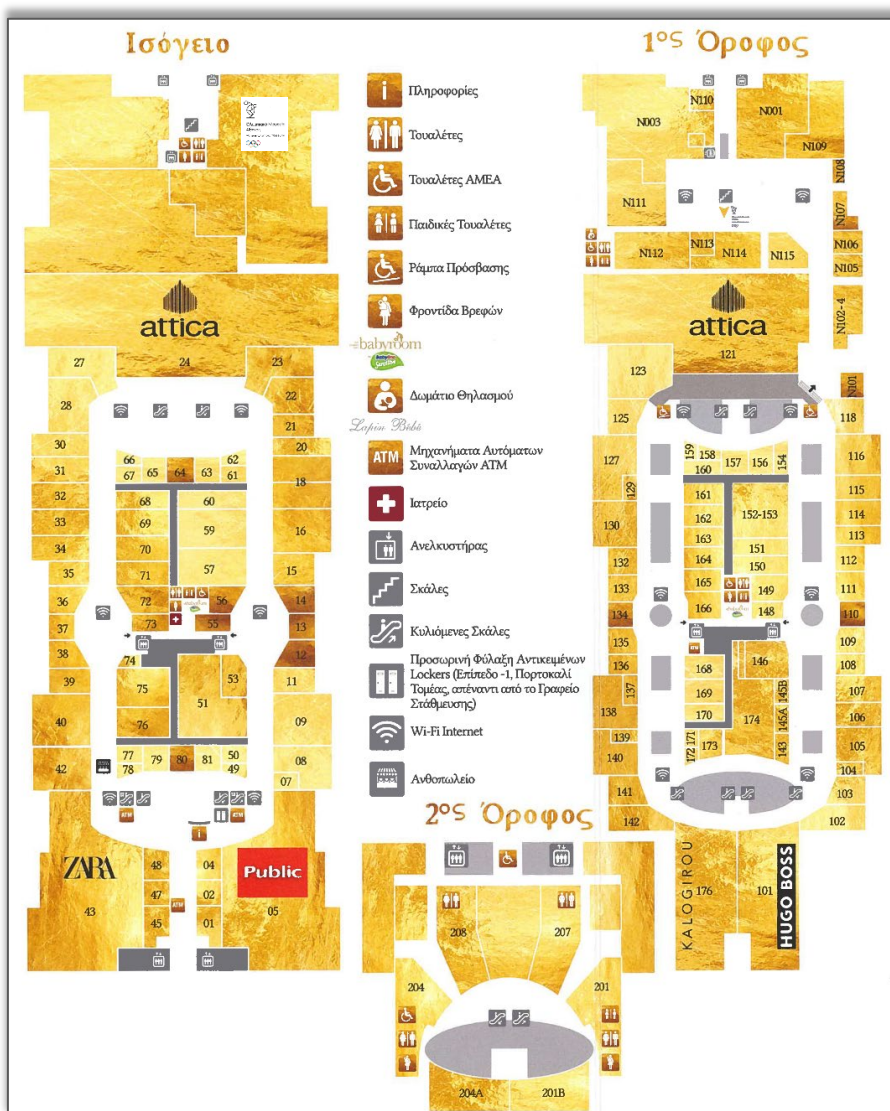 Ισόγειο
1ος Όροφος
Πληροφορίες
Τουαλέτες
Τουαλέτες ΑΜΕΑ
Παιδικές Τουαλέτες
Ράμπα Πρόσβασης
Φροντίδα Βρεφών
babyroom
Δωμάτιο Θηλασμού
Lapin Bébé
ATM
Μηχανήματα Αυτόματων
Συναλλαγών ATM
Ιατρείο
Ανελκυστήρας
Σκάλες
Κυλιόμενες Σκάλες
Προσωρινή Φύλαξη Αντικειμένων
Lockers (Επίπεδο -1, Πορτοκαλί
Τομέας, απέναντι από το Γραφείο
Στάθμευσης)
Wi-Fi Internet
Ανθοπωλείο
attica
24
27
23
28
22
21
30
20
31
18
32
33
16
34
35
15
36
14
37
13
38
12
39
11
40
09
42
08
07
66
67
65
64
63
62
61
68
60
69
59
70
57
71
72
56
73
55
74
75
53
51
76
77
78
79
80
81
50
49
ATM
ATM
ZARA
43
48
47
45
ATM
04
02
01
Public
05
N110
N003
N001
N109
N108
N111
N107
N112
N113
N114
N115
N106
N105
N102-4
attica
121
123
N101
125
118
127
116
129
115
130
114
113
132
112
133
111
134
110
135
109
136
108
137
107
138
106
139
105
140
104
141
103
142
102
159
158
160
157
156
154
161
162
152-153
163
151
164
150
165
149
166
148
ATM
168
146
169
145B
170
174
145A
172
171
173
143
KALOGIROU
176
101
HUGO BOSS
2ος Όροφος
208
207
204
201
204A
201B